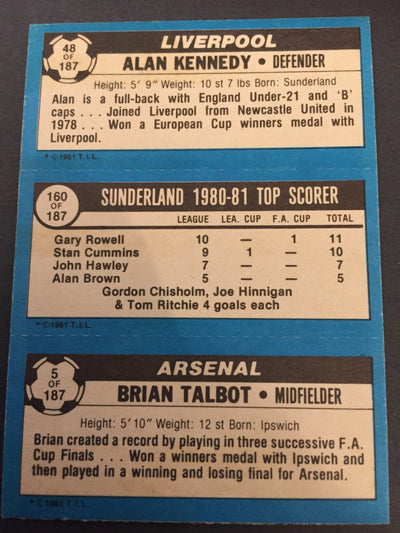 48
OF
187
LIVERPOOL
ALAN KENNEDY • DEFENDER
Height: 5' 9" Weight: 10 st 7 lbs Born: Sunderland
Alan is a full-back with England Under-21 and 'B'
caps . . . Joined Liverpool from Newcastle United in
1978 . . . Won a European Cup winners medal with
Liverpool.
* © 1981 T.I.L.
160
OF
187
SUNDERLAND 1980-81 TOP SCORER
LEAGUE LEA. CUP F.A. CUP TOTAL
Gary Rowell 10 — 1 11
Stan Cummins 9 1 — 10
John Hawley 7 — — 7
Alan Brown 5 — — 5
Gordon Chisholm, Joe Hinnigan
& Tom Ritchie 4 goals each
* © 1981 T.I.L.
5
OF
187
ARSENAL
BRIAN TALBOT • MIDFIELDER
Height: 5' 10" Weight: 12 st Born: Ipswich
Brian created a record by playing in three successive F.A.
Cup Finals . . . Won a winners medal with Ipswich and
then played in a winning and losing final for Arsenal.
* © 1981 T.I.L.